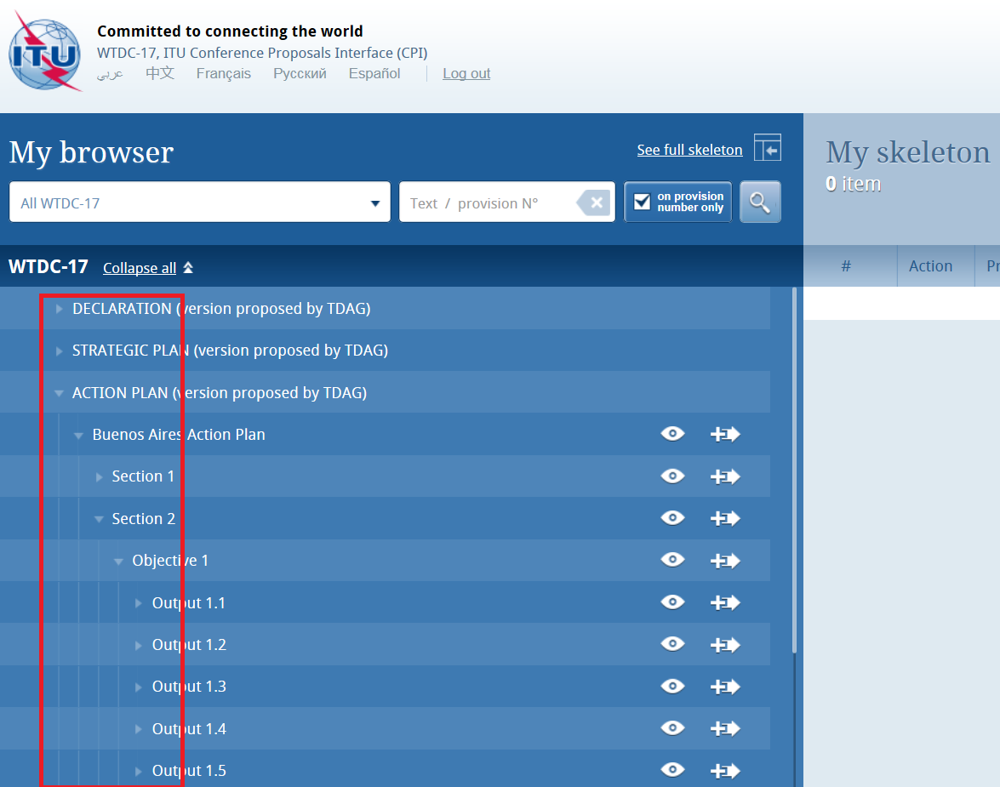 ITU
Committed to connecting the world
WTDC-17, ITU Conference Proposals Interface (CPI)
عربي 中文 Français Русский Español Log out
My browser
See full skeleton
My skeleton
0 item
All WTDC-17
Text / provision N°
on provision
number only
WTDC-17 Collapse all
# Action Pr
DECLARATION (version proposed by TDAG)
STRATEGIC PLAN (version proposed by TDAG)
ACTION PLAN (version proposed by TDAG)
Buenos Aires Action Plan
Section 1
Section 2
Objective 1
Output 1.1
Output 1.2
Output 1.3
Output 1.4
Output 1.5